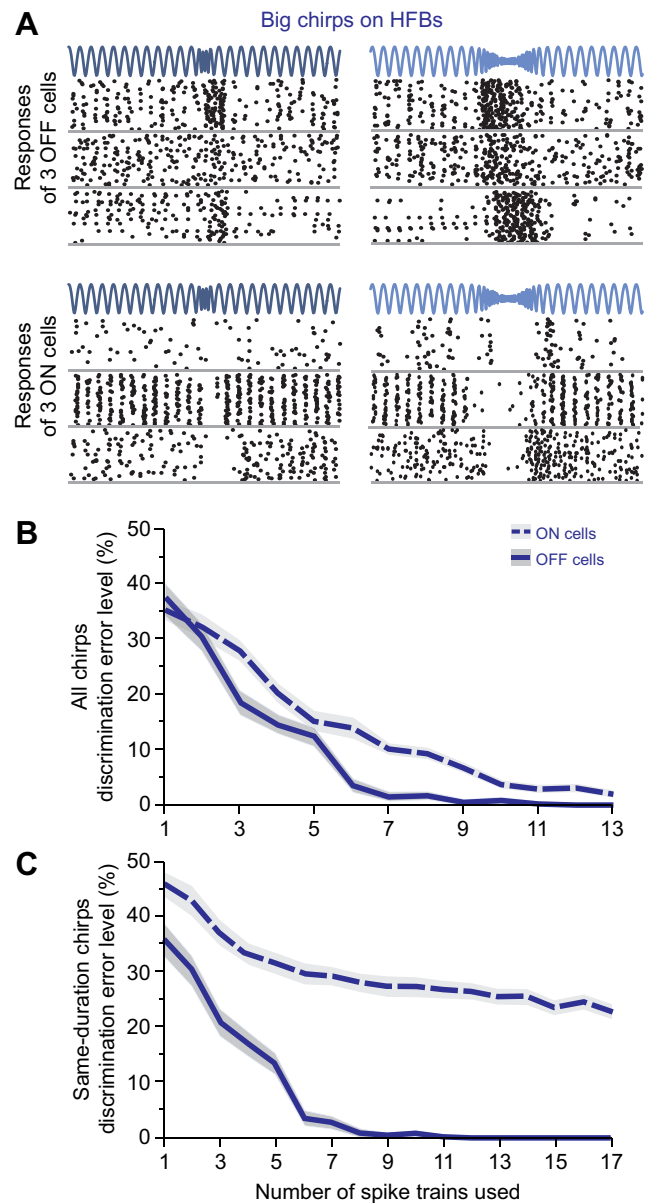 A
Big chirps on HFBs
Responses
of 3 OFF cells
Responses
of 3 ON cells
B
50
40
30
20
10
0
All chirps
discrimination error level (%)
ON cells
OFF cells
1 3 5 7 9 11 13
C
50
40
30
20
10
0
Same-duration chirps
discrimination error level (%)
1 3 5 7 9 11 13 15 17
Number of spike trains used